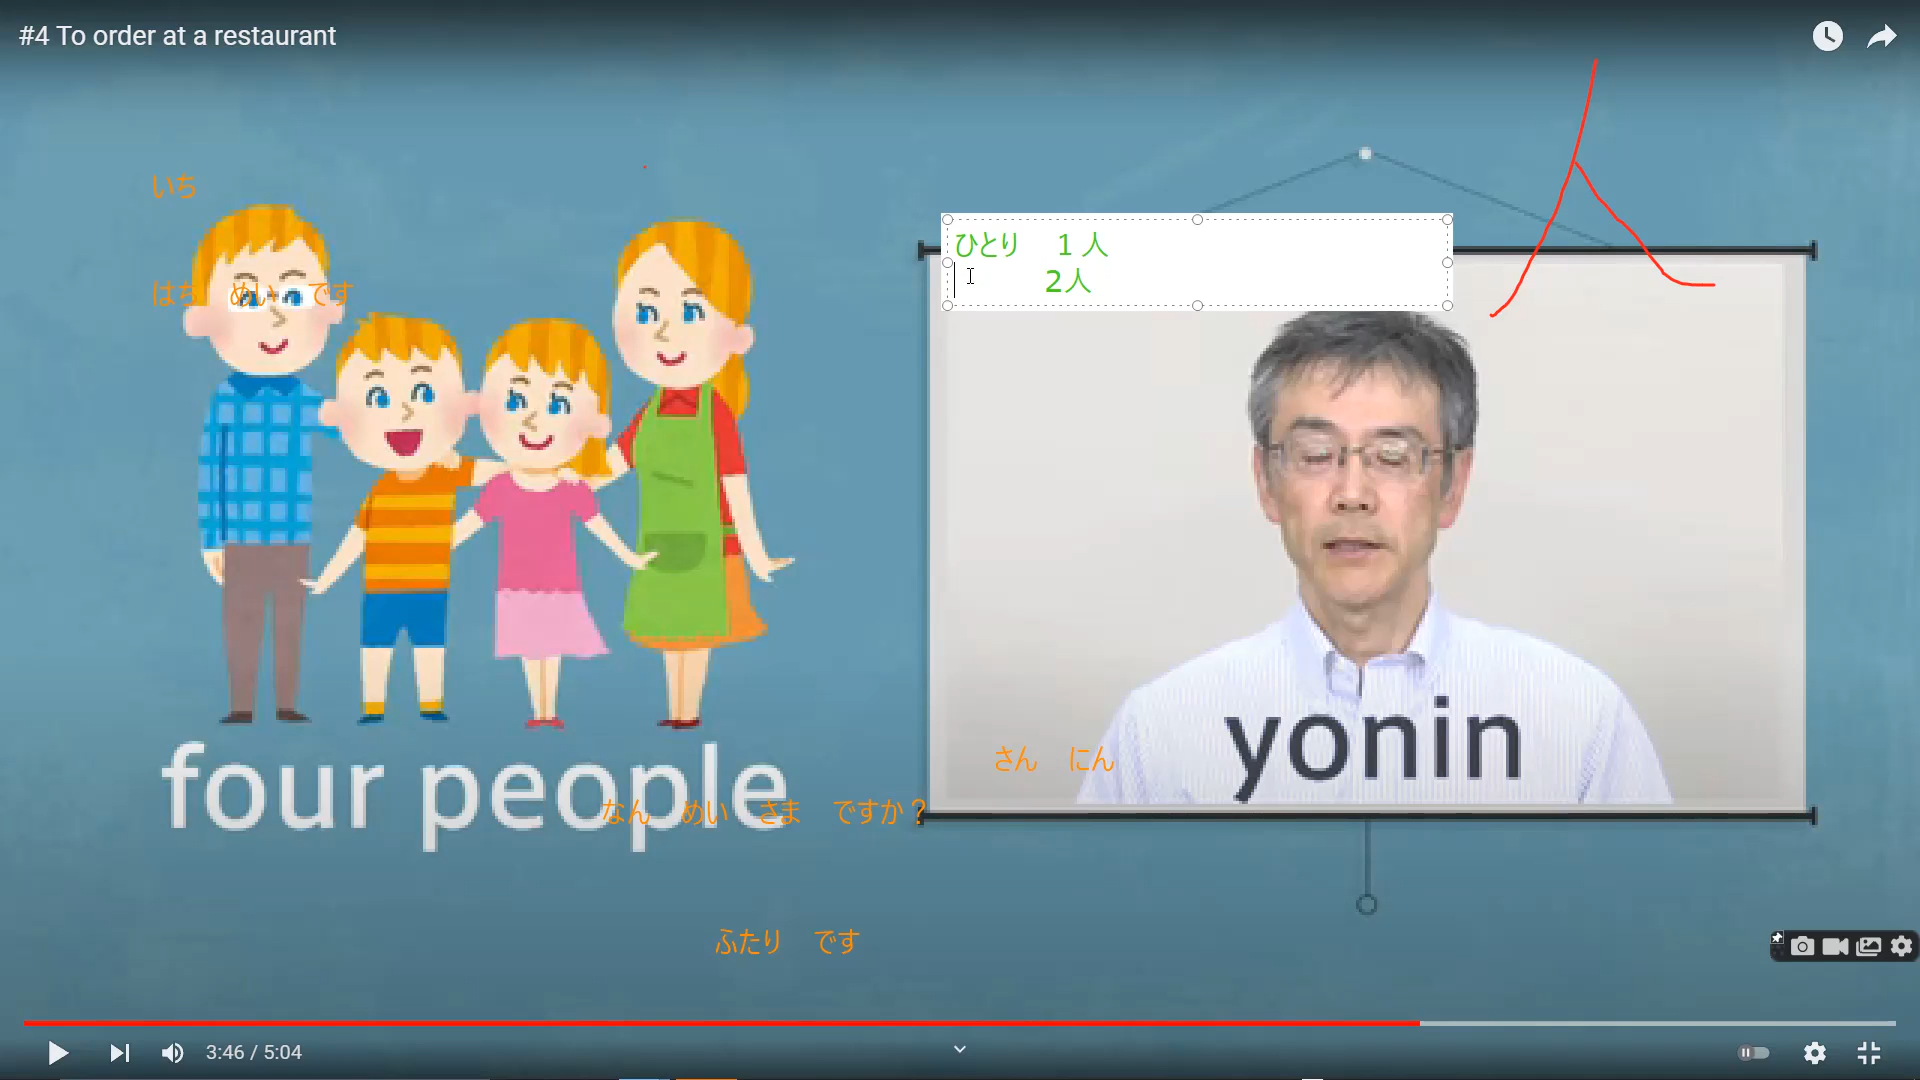 #4 To order at a restaurant
いち
ひとり　1 人
2人
はち　めい　です
さん　にん
yonin
four people
なん　めい　さま　ですか？
ふたり　です
人
3:46 / 5:04